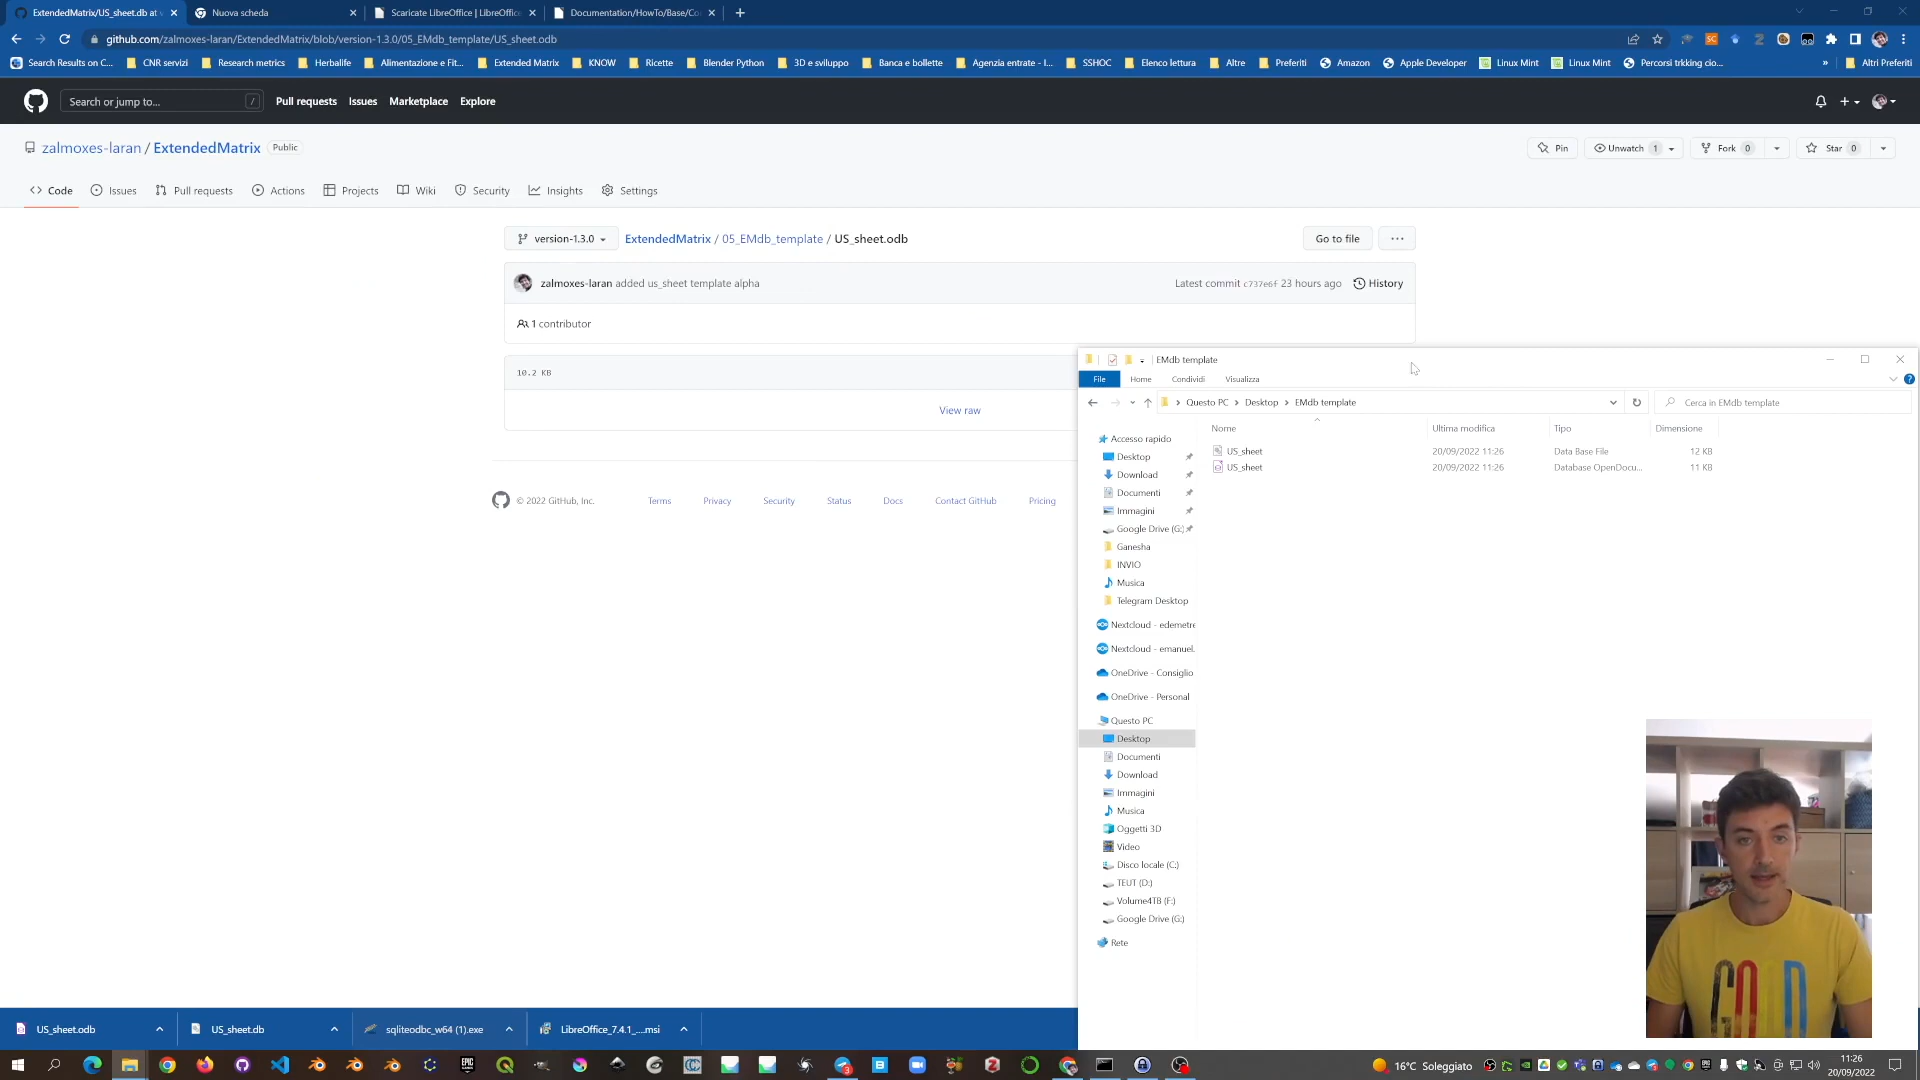 ExtendedMatrix/US_sheet.db at v
Nuova scheda
Scaricate LibreOffice | LibreOffice
Documentation/HowTo/Base/Co
github.com/zalmoxes-laran/ExtendedMatrix/blob/version-1.3.0/05_EMdb_template/US_sheet.odb
Search Results on C...
CNR servizi
Research metrics
Herbalife
Alimentazione e Fit...
Extended Matrix
KNOW
Ricette
Blender Python
3D e sviluppo
Banca e bollette
Agenzia entrate - I...
SSHOC
Elenco lettura
Altre
Preferiti
Amazon
Apple Developer
Linux Mint
Linux Mint
Percorsi trkking cio...
»
Altri Preferiti
Search or jump to...
/
Pull requests
Issues
Marketplace
Explore
zalmoxes-laran / ExtendedMatrix
Public
Pin
Unwatch 1
Fork 0
Star 0
Code
Issues
Pull requests
Actions
Projects
Wiki
Security
Insights
Settings
version-1.3.0
ExtendedMatrix / 05_EMdb_template / US_sheet.odb
Go to file
...
zalmoxes-laran added us_sheet template alpha
Latest commit c737e6f 23 hours ago
History
1 contributor
10.2 KB
View raw
© 2022 GitHub, Inc.
Terms
Privacy
Security
Status
Docs
Contact GitHub
Pricing
EMdb template
File
Home
Condividi
Visualizza
Questo PC > Desktop > EMdb template
Cerca in EMdb template
Nome
Ultima modifica
Tipo
Dimensione
US_sheet
20/09/2022 11:26
Data Base File
12 KB
US_sheet
20/09/2022 11:26
Database OpenDocu...
11 KB
Accesso rapido
Desktop
Download
Documenti
Immagini
Google Drive (G:)
Ganesha
INVIO
Musica
Telegram Desktop
Nextcloud - edemetre
Nextcloud - emanuel.
OneDrive - Consiglio
OneDrive - Personal
Questo PC
Desktop
Documenti
Download
Immagini
Musica
Oggetti 3D
Video
Disco locale (C:)
TEUT (D:)
Volume4TB (F:)
Google Drive (G:)
Rete
US_sheet.odb
US_sheet.db
sqliteodbc_w64 (1).exe
LibreOffice_7.4.1_....msi
16°C Soleggiato
11:26
20/09/2022